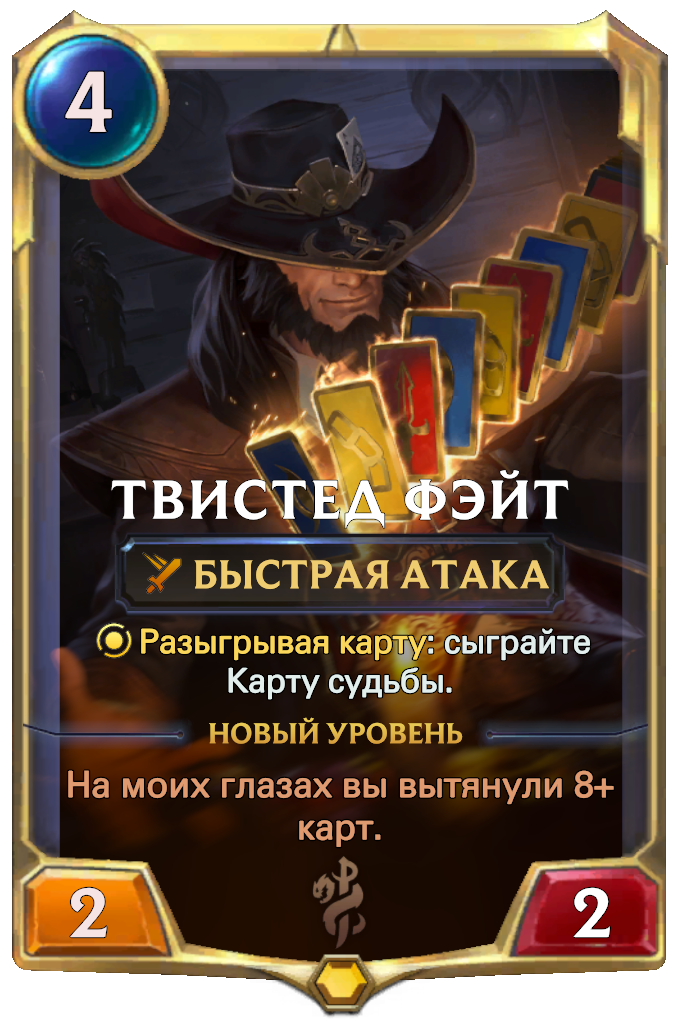 4
ТВИСТЕД ФЭЙТ
БЫСТРАЯ АТАКА
Разыгрывая карту: сыграйте
Карту судьбы.
НОВЫЙ УРОВЕНЬ
На моих глазах вы вытянули 8+
карт.
2
2